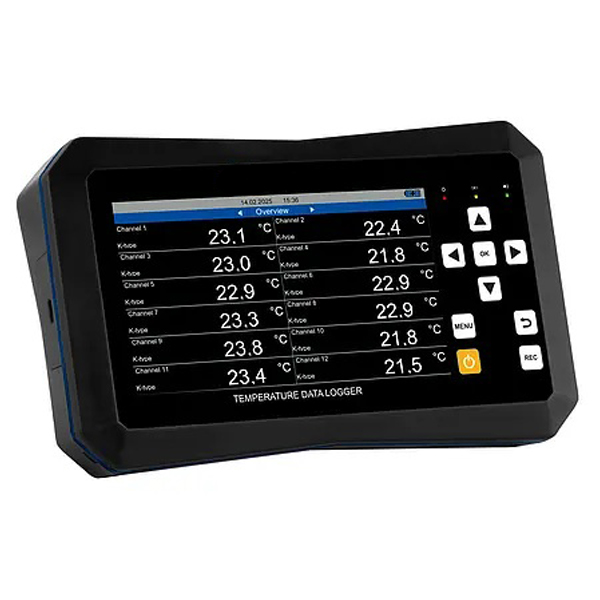 14.02.2025 15:36
Overview
Channel 1 Channel 2
K-type 23.1 °C K-type 22.4 °C
Channel 3 Channel 4
K-type 23.0 °C K-type 21.8 °C
Channel 5 Channel 6
K-type 22.9 °C K-type 22.9 °C
Channel 7 Channel 8
K-type 23.3 °C K-type 22.9 °C
Channel 9 Channel 10
K-type 23.8 °C K-type 21.8 °C
Channel 11 Channel 12
K-type 23.4 °C K-type 21.5 °C
TEMPERATURE DATA LOGGER
OK
MENU
REC